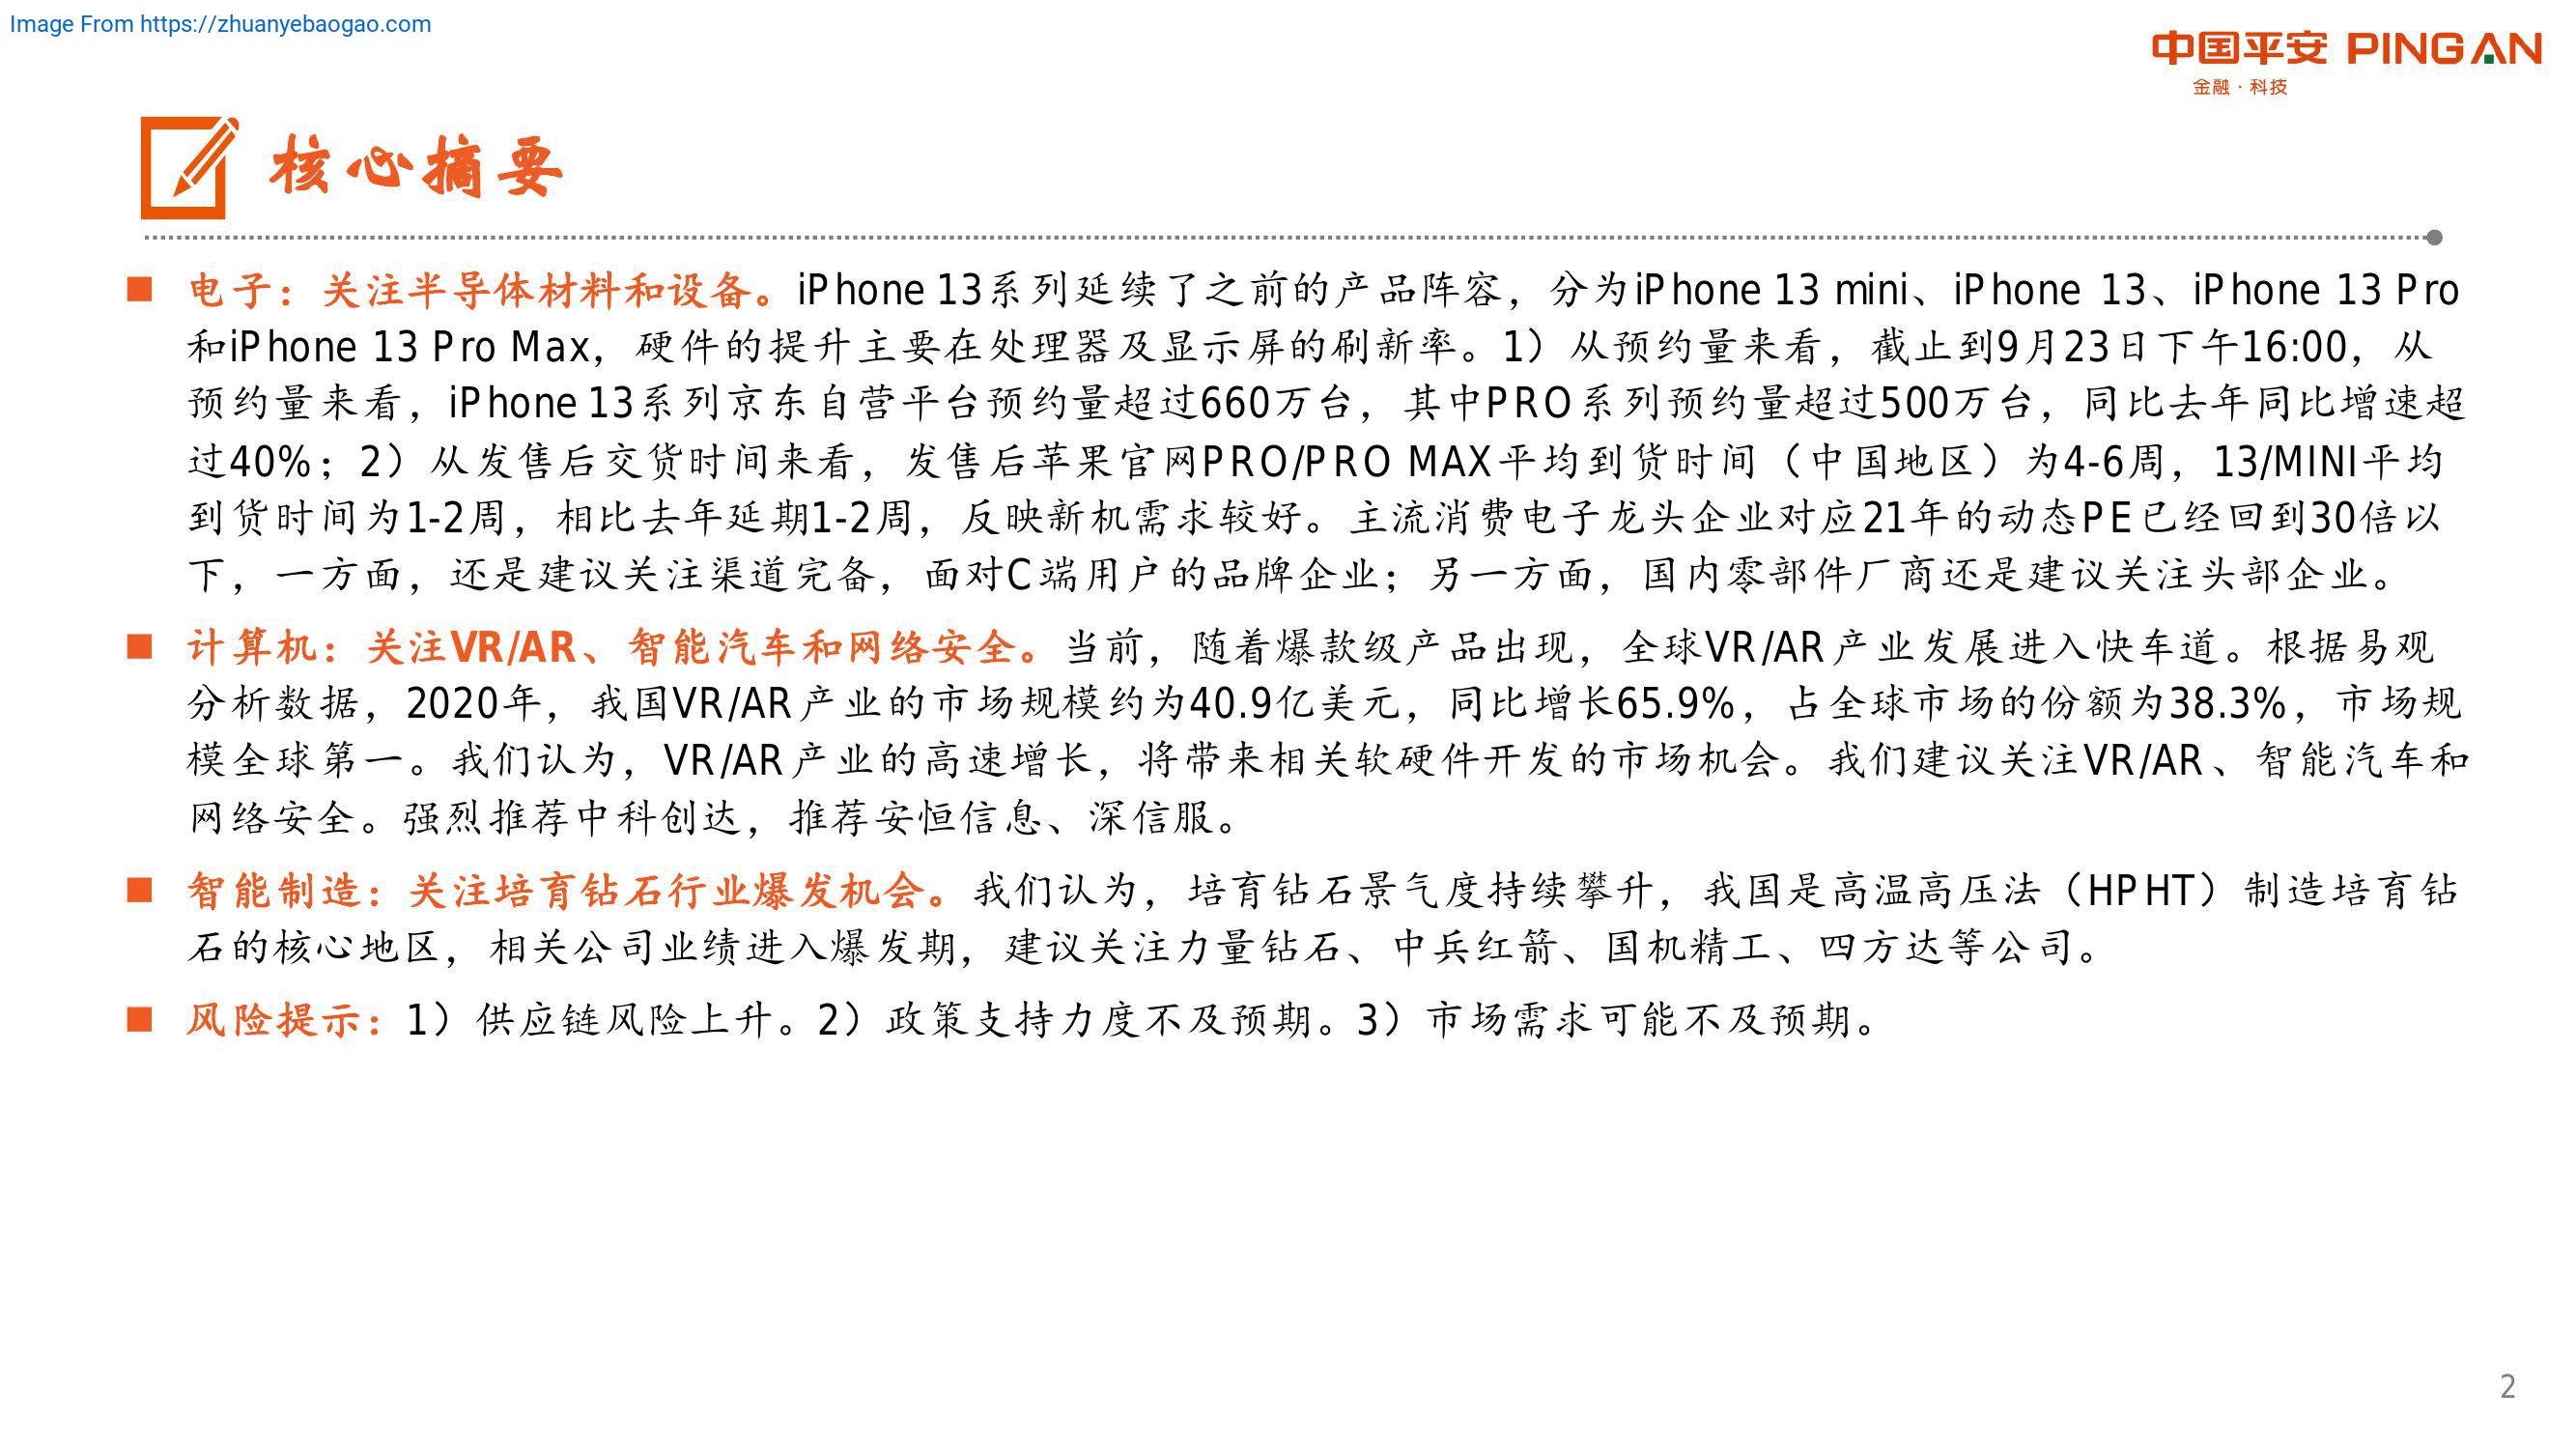 Image From https://zhuanyebaogao.com
中国平安 PINGAN
金融·科技
核心摘要
■ 电子：关注半导体材料和设备。iPhone 13系列延续了之前的产品阵容，分为iPhone 13 mini、iPhone 13、iPhone 13 Pro
和iPhone 13 Pro Max，硬件的提升主要在处理器及显示屏的刷新率。1）从预约量来看，截止到9月23日下午16:00，从
预约量来看，iPhone 13系列京东自营平台预约量超过660万台，其中PRO系列预约量超过500万台，同比去年同比增速超
过40%；2）从发售后交货时间来看，发售后苹果官网PRO/PRO MAX平均到货时间（中国地区）为4-6周，13/MINI平均
到货时间为1-2周，相比去年延期1-2周，反映新机需求较好。主流消费电子龙头企业对应21年的动态PE已经回到30倍以
下，一方面，还是建议关注渠道完备，面对C端用户的品牌企业；另一方面，国内零部件厂商还是建议关注头部企业。
■ 计算机：关注VR/AR、智能汽车和网络安全。当前，随着爆款级产品出现，全球VR/AR产业发展进入快车道。根据易观
分析数据，2020年，我国VR/AR产业的市场规模约为40.9亿美元，同比增长65.9%，占全球市场的份额为38.3%，市场规
模全球第一。我们认为，VR/AR产业的高速增长，将带来相关软硬件开发的市场机会。我们建议关注VR/AR、智能汽车和
网络安全。强烈推荐中科创达，推荐安恒信息、深信服。
■ 智能制造：关注培育钻石行业爆发机会。我们认为，培育钻石景气度持续攀升，我国是高温高压法（HPHT）制造培育钻
石的核心地区，相关公司业绩进入爆发期，建议关注力量钻石、中兵红箭、国机精工、四方达等公司。
■ 风险提示：1）供应链风险上升。2）政策支持力度不及预期。3）市场需求可能不及预期。
2